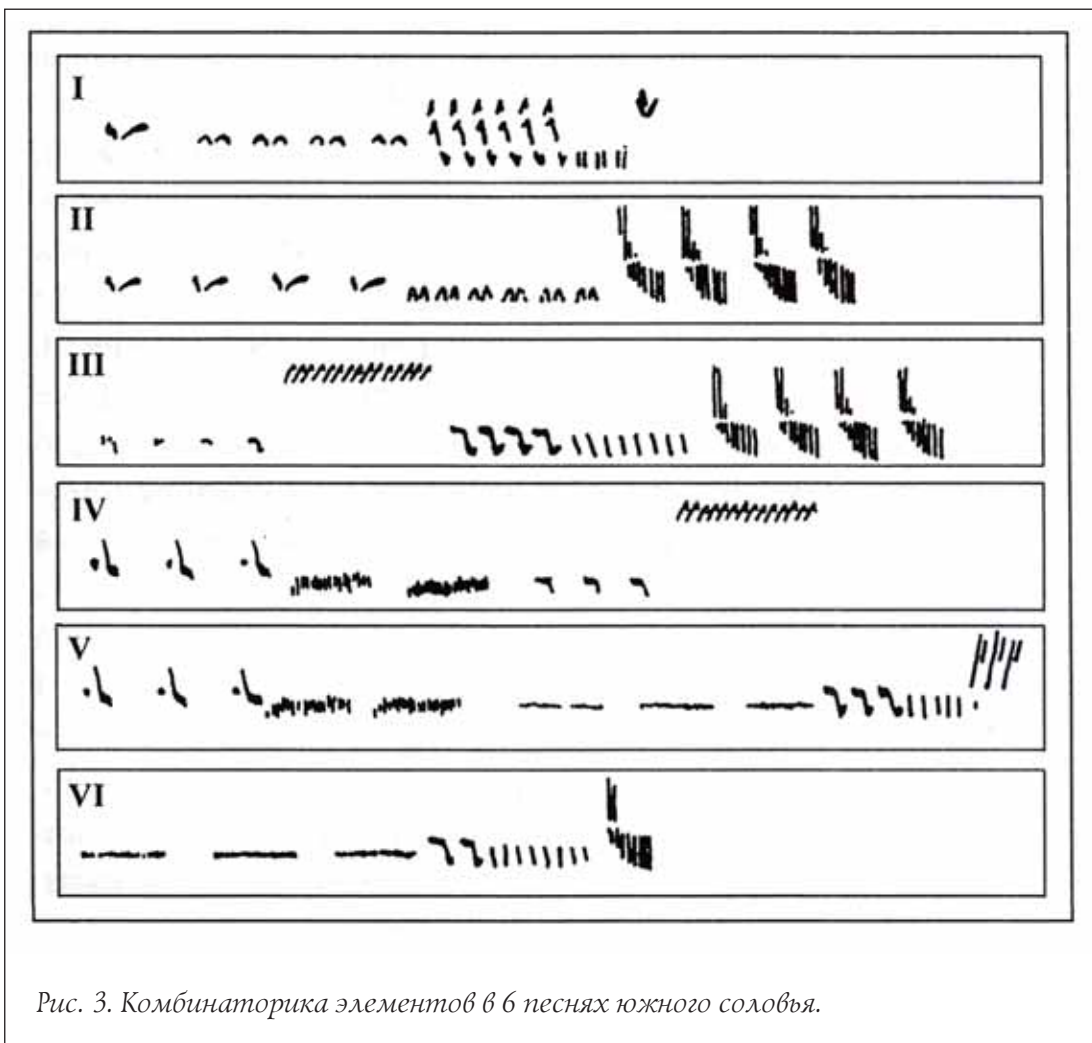 I
II
III
IV
V
VI
Рис. 3. Комбинаторика элементов в 6 песнях южного соловья.